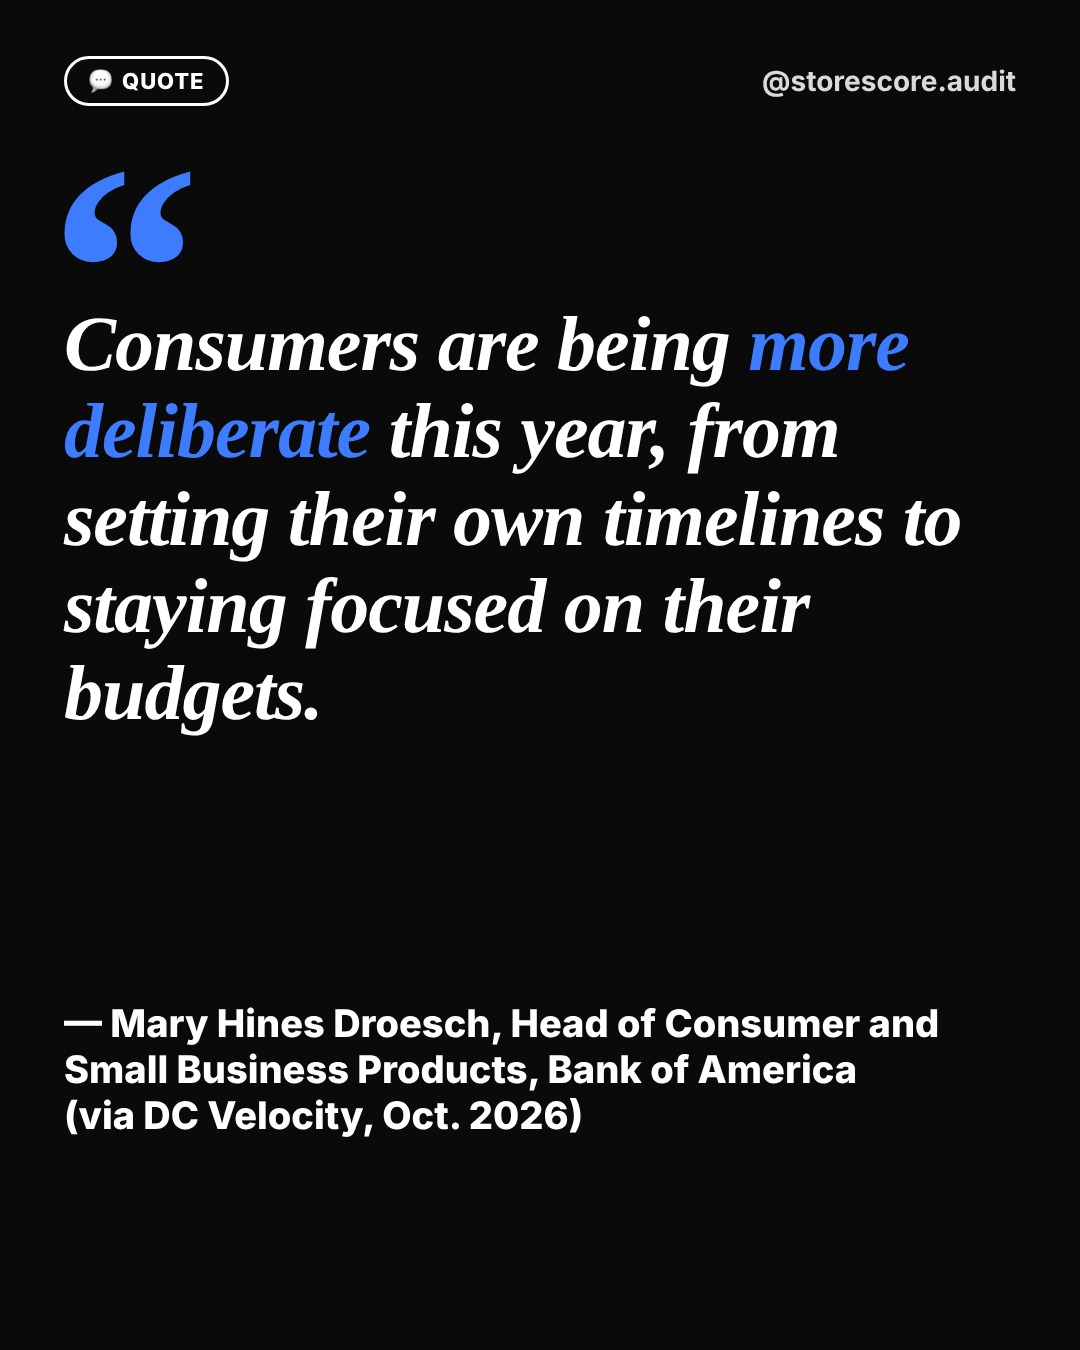 💬 QUOTE
@storescore.audit
“
Consumers are being more
deliberate this year, from
setting their own timelines to
staying focused on their
budgets.
— Mary Hines Droesch, Head of Consumer and
Small Business Products, Bank of America
(via DC Velocity, Oct. 2026)